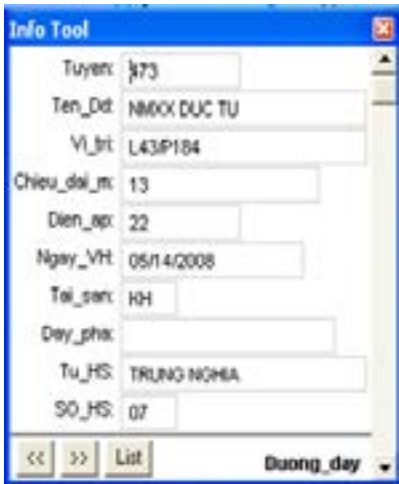 Info Tool
Tuyen: 473
Ten_Dd: NMXX DUC TU
Vi_tri: L43/P184
Chieu_dai_m: 13
Dien_ap: 22
Ngay_VH: 05/14/2008
Tai_san: KH
Day_pha:
Tu_HS: TRUNG NGHIA
SO_HS: 07
<< >> List Duong_day